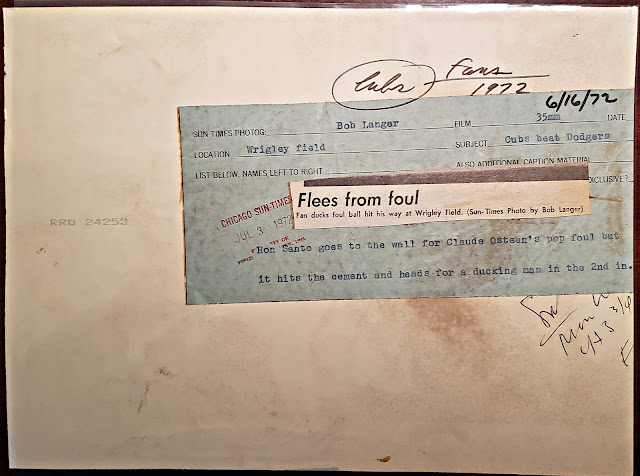 Cubs Fans
1972
6/16/72
SUN TIMES PHOTOG: Bob Langer FILM 35mm DATE
LOCATION Wrigley field SUBJECT Cubs beat Dodgers
LIST BELOW, NAMES LEFT TO RIGHT ALSO ADDITIONAL CAPTION MATERIAL
EXCLUSIVE?
Flees from foul
Fan ducks foul ball hit his way at Wrigley Field. (Sun-Times Photo by Bob Langer)
CHICAGO SUN-TIMES
JUL 3 1972
RRG 24253
Ron Santo goes to the wall for Claude Osteen's pop foul but
it hits the cement and heads for a ducking man in the 2nd in.